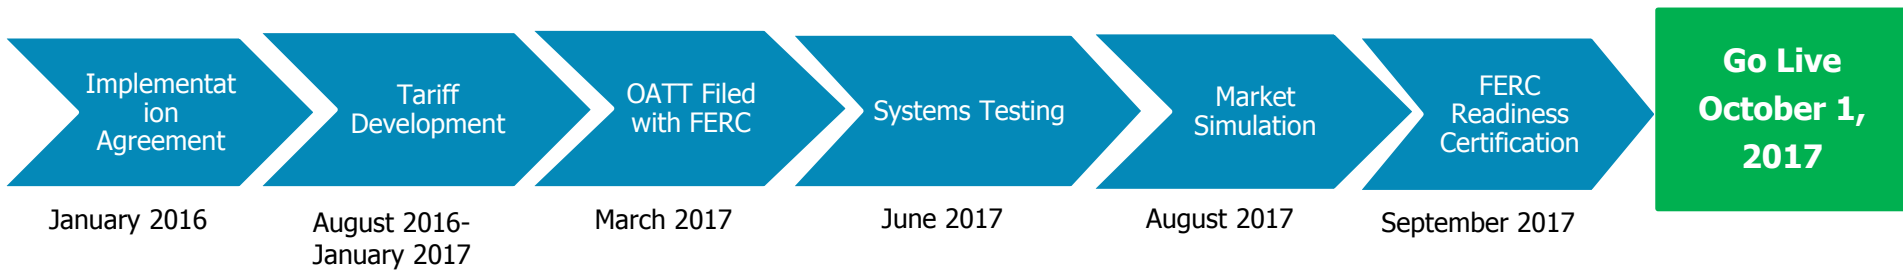 Implementat
ion
Agreement
Tariff
Development
OATT Filed
with FERC
Systems Testing
Market
Simulation
FERC
Readiness
Certification
Go Live
October 1,
2017
January 2016
August 2016-
January 2017
March 2017
June 2017
August 2017
September 2017